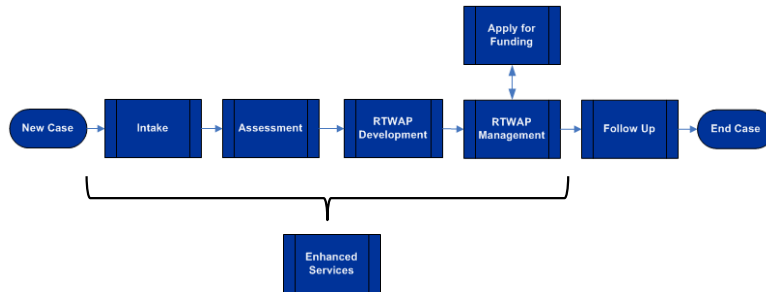 Apply for
Funding
New Case
Intake
Assessment
RTWAP
Development
RTWAP
Management
Follow Up
End Case
Enhanced
Services